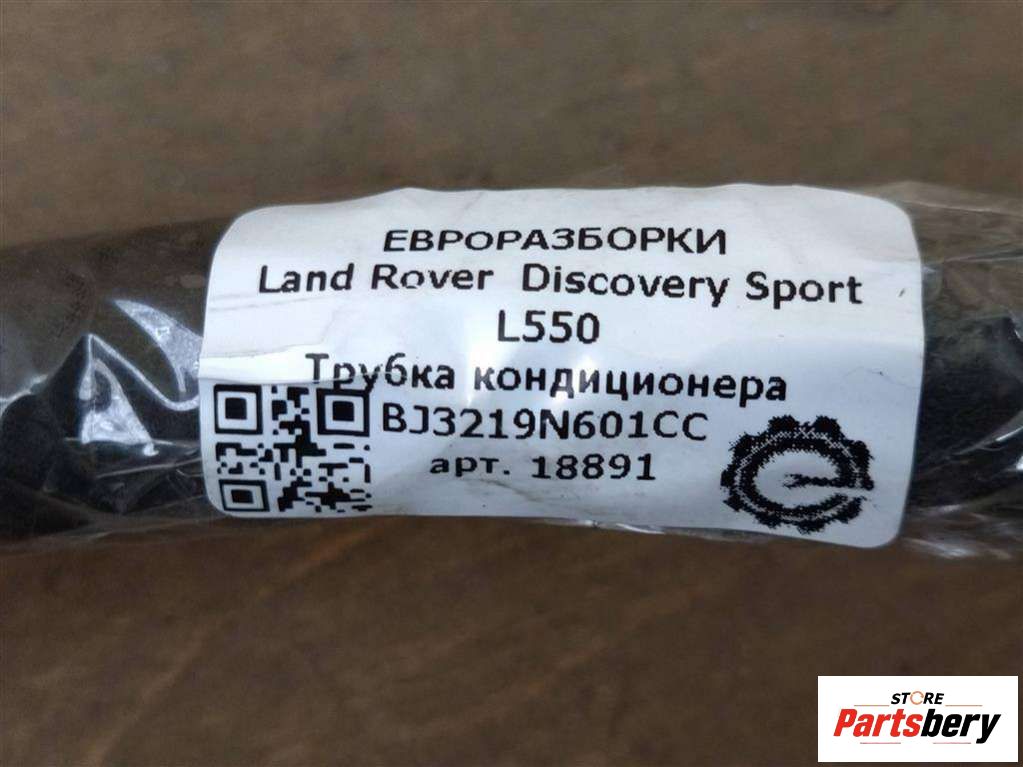 ЕВРОРАЗБОРКИ
Land Rover Discovery Sport
L550
Трубка кондиционера
BJ3219N601CC
арт. 18891
STORE
Partsbery